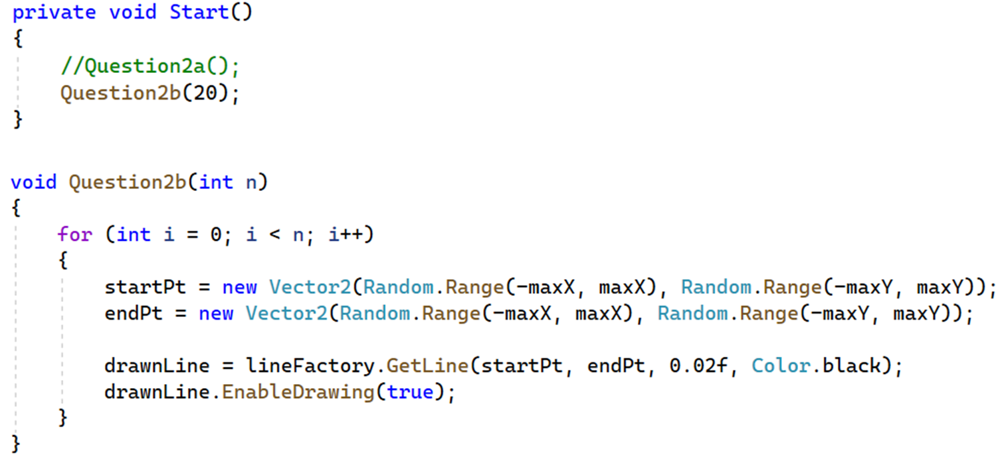 private void Start()
{
    //Question2a();
    Question2b(20);
}
void Question2b(int n)
{
    for (int i = 0; i < n; i++)
    {
        startPt = new Vector2(Random.Range(-maxX, maxX), Random.Range(-maxY, maxY));
        endPt = new Vector2(Random.Range(-maxX, maxX), Random.Range(-maxY, maxY));
        drawnLine = lineFactory.GetLine(startPt, endPt, 0.02f, Color.black);
        drawnLine.EnableDrawing(true);
    }
}